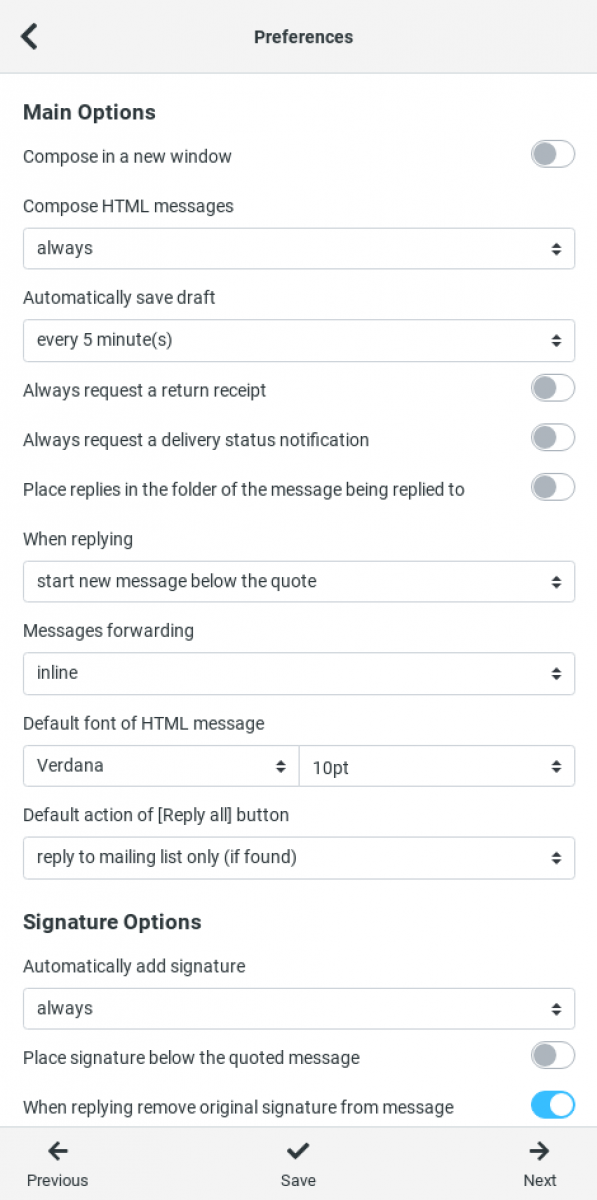 Preferences
Main Options
Compose in a new window
Compose HTML messages
always
Automatically save draft
every 5 minute(s)
Always request a return receipt
Always request a delivery status notification
Place replies in the folder of the message being replied to
When replying
start new message below the quote
Messages forwarding
inline
Default font of HTML message
Verdana 10pt
Default action of [Reply all] button
reply to mailing list only (if found)
Signature Options
Automatically add signature
always
Place signature below the quoted message
When replying remove original signature from message
Previous Save Next